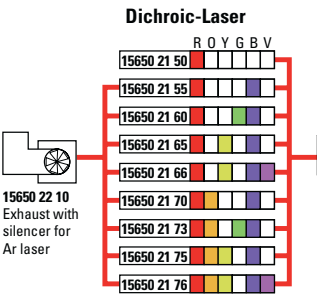 Dichroic-Laser
R O Y G B V
15650 21 50
15650 21 55
15650 21 60
15650 21 65
15650 21 66
15650 21 70
15650 21 73
15650 21 75
15650 21 76
15650 22 10
Exhaust with
silencer for
Ar laser